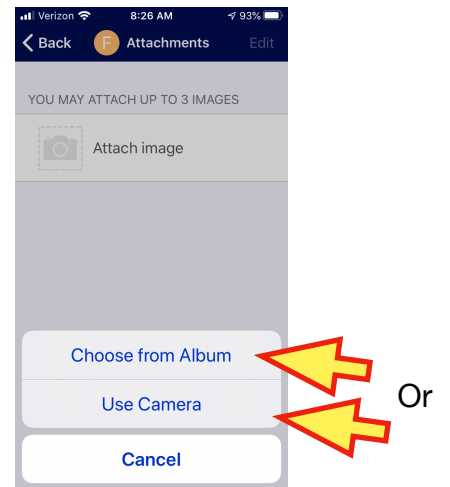 Verizon 8:26 AM 93%
Back F Attachments Edit
YOU MAY ATTACH UP TO 3 IMAGES
Attach image
Choose from Album
Use Camera
Or
Cancel